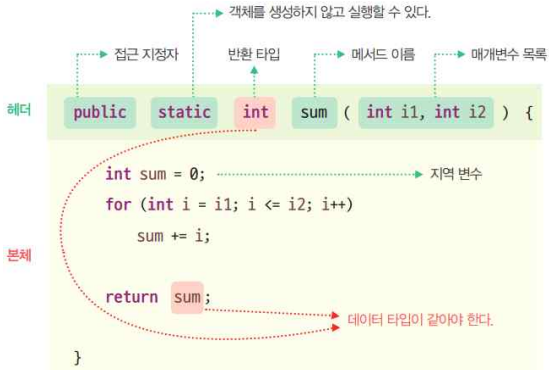 객체를 생성하지 않고 실행할 수 있다.
접근 지정자 반환 타입 메서드 이름 매개변수 목록
헤더 public static int sum ( int i1, int i2 ) {
int sum = 0; 지역 변수
for (int i = i1; i <= i2; i++)
sum += i;
본체
return sum;
데이터 타입이 같아야 한다.
}